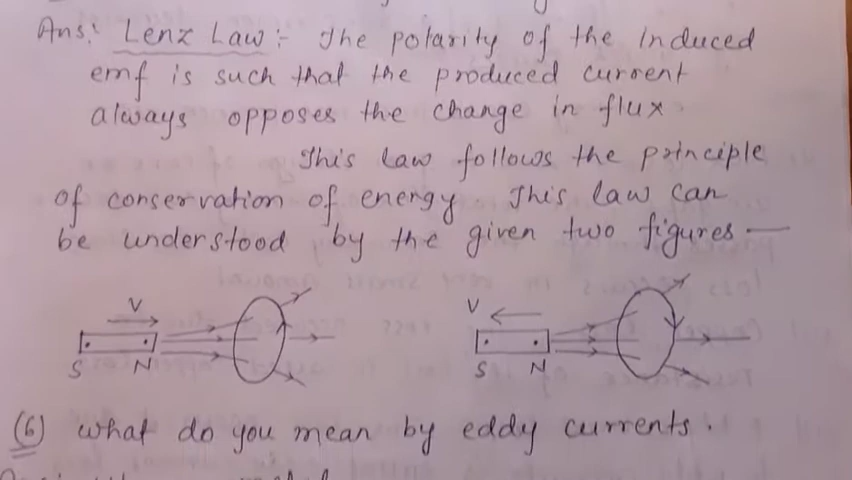 Ans: Lenz Law:- The polarity of the Induced
emf is such that the produced current
always opposes the change in flux.
This law follows the principle
of conservation of energy This law can
be understood by the given two figures —
V V
S N S N
(6) what do you mean by eddy currents.